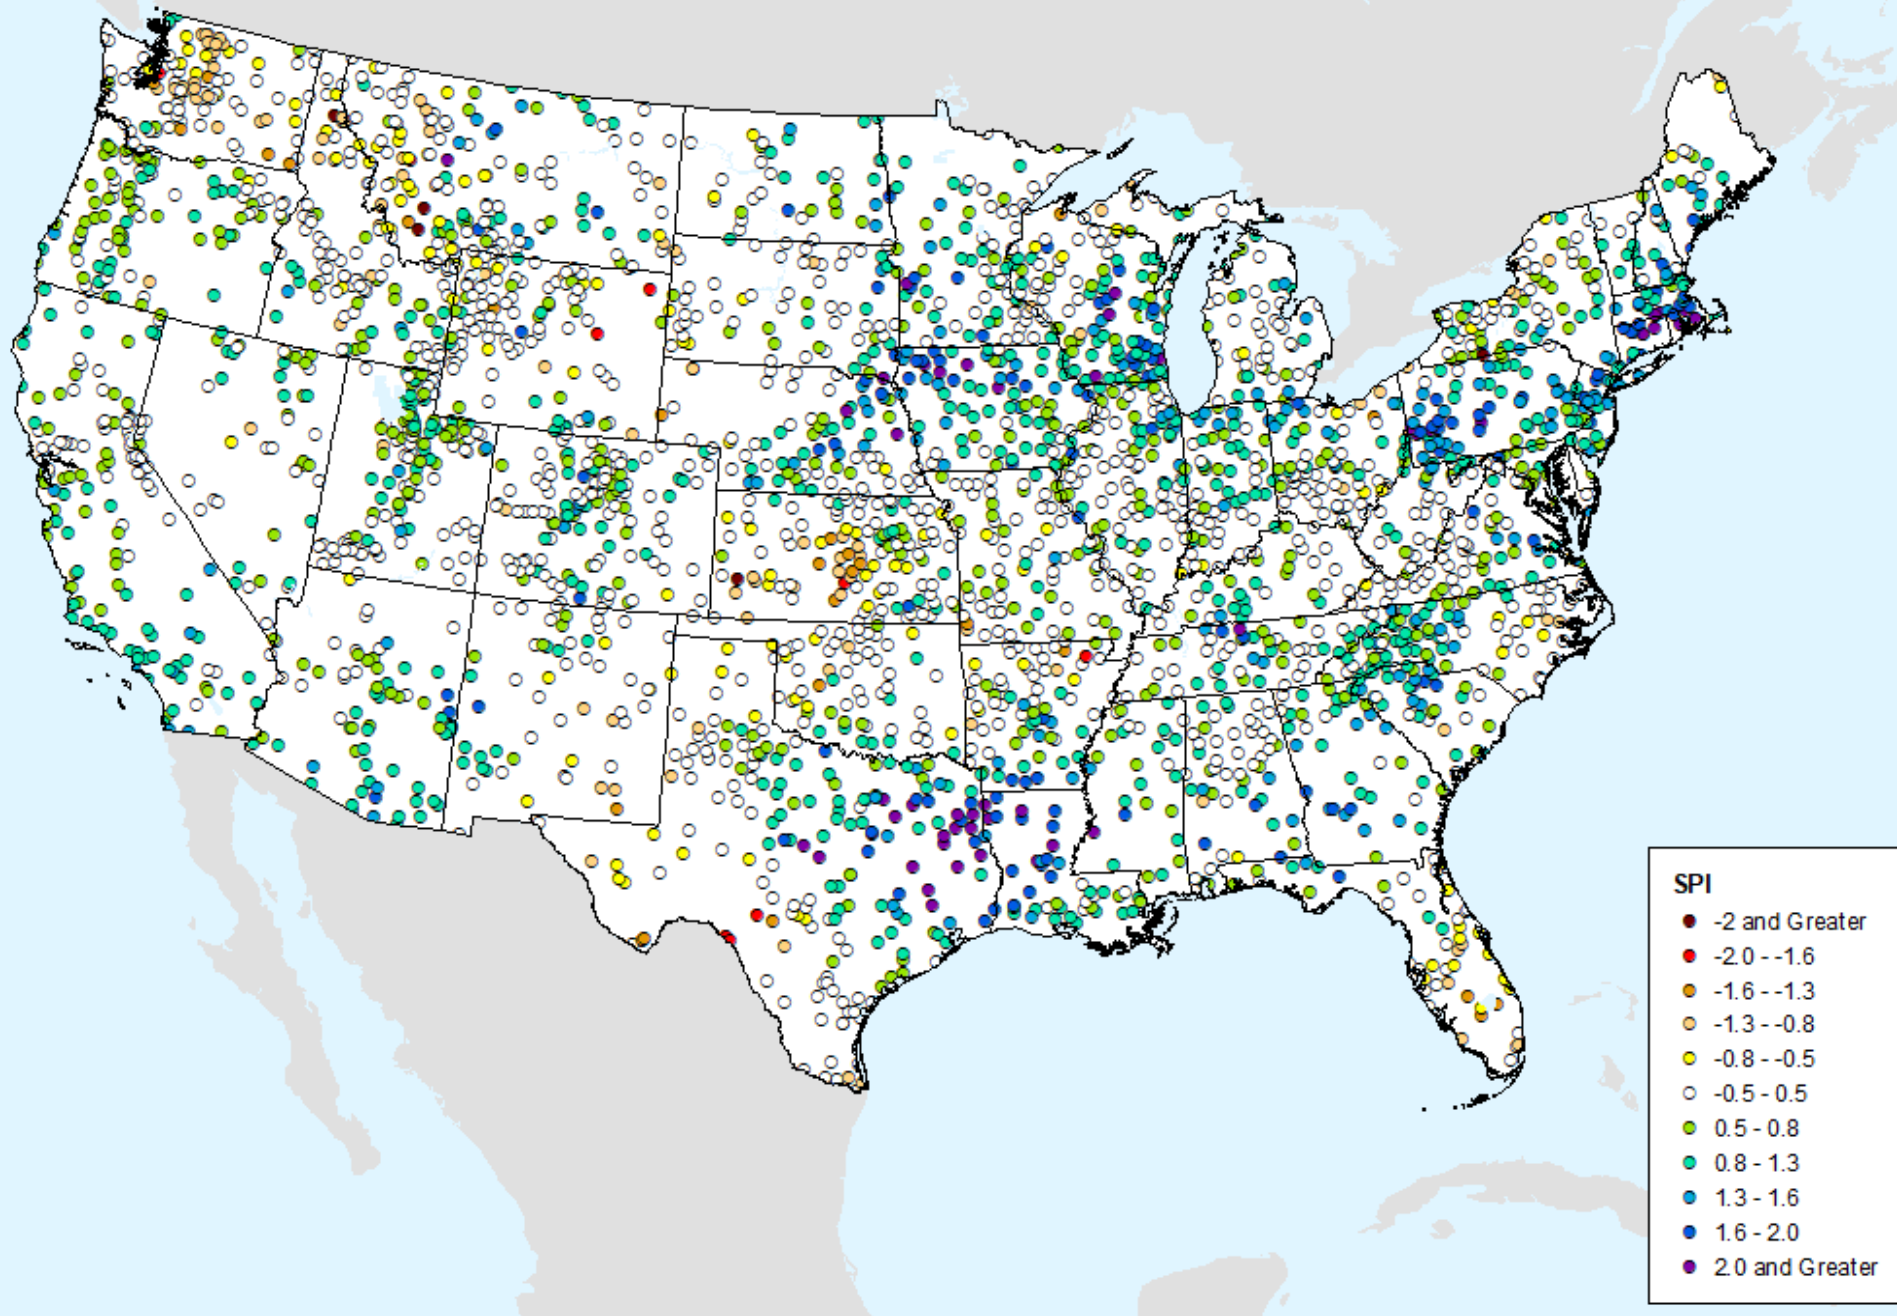 SPI
-2 and Greater
-2.0 - -1.6
-1.6 - -1.3
-1.3 - -0.8
-0.8 - -0.5
-0.5 - 0.5
0.5 - 0.8
0.8 - 1.3
1.3 - 1.6
1.6 - 2.0
2.0 and Greater